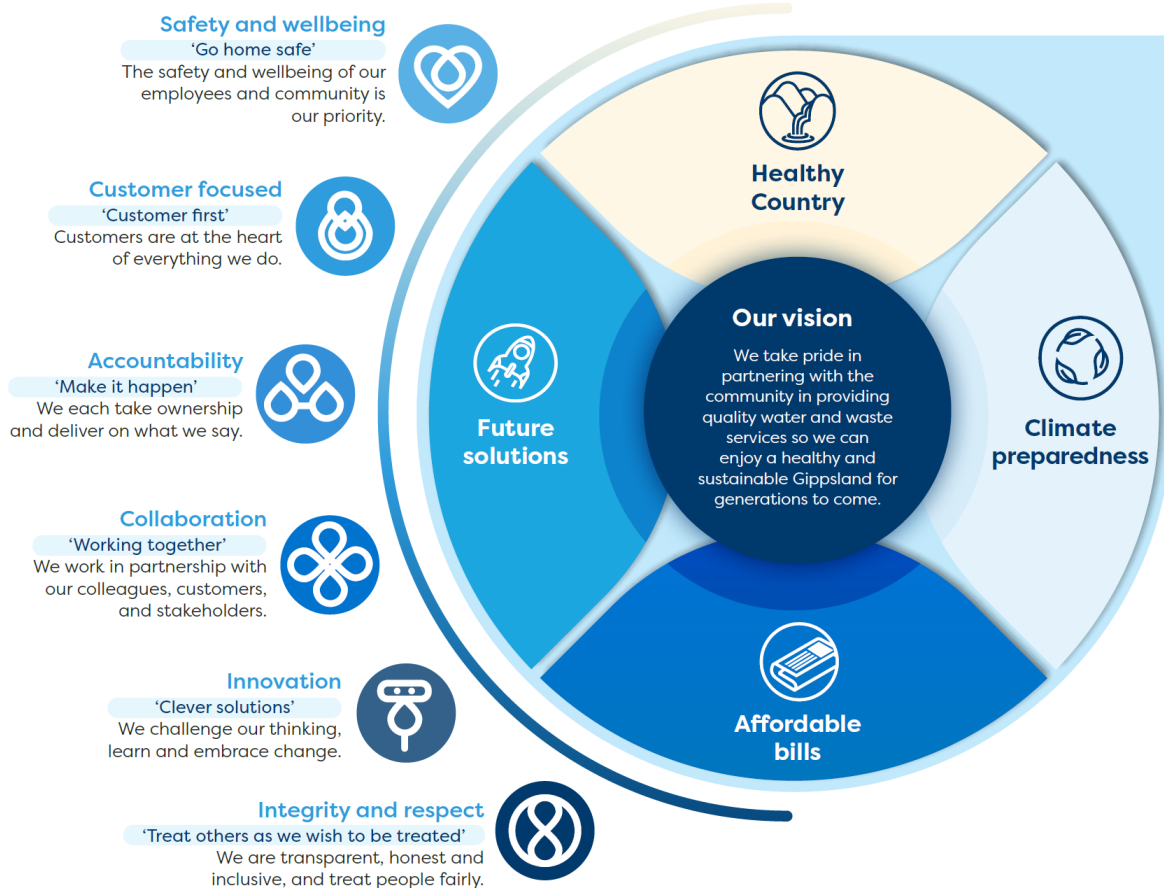 Safety and wellbeing
‘Go home safe’
The safety and wellbeing of our
employees and community is
our priority.
Customer focused
‘Customer first’
Customers are at the heart
of everything we do.
Accountability
‘Make it happen’
We each take ownership
and deliver on what we say.
Collaboration
‘Working together’
We work in partnership with
our colleagues, customers,
and stakeholders.
Innovation
‘Clever solutions’
We challenge our thinking,
learn and embrace change.
Integrity and respect
‘Treat others as we wish to be treated’
We are transparent, honest and
inclusive, and treat people fairly.
Healthy
Country
Future
solutions
Our vision
We take pride in
partnering with the
community in providing
quality water and waste
services so we can
enjoy a healthy and
sustainable Gippsland for
generations to come.
Climate
preparedness
Affordable
bills